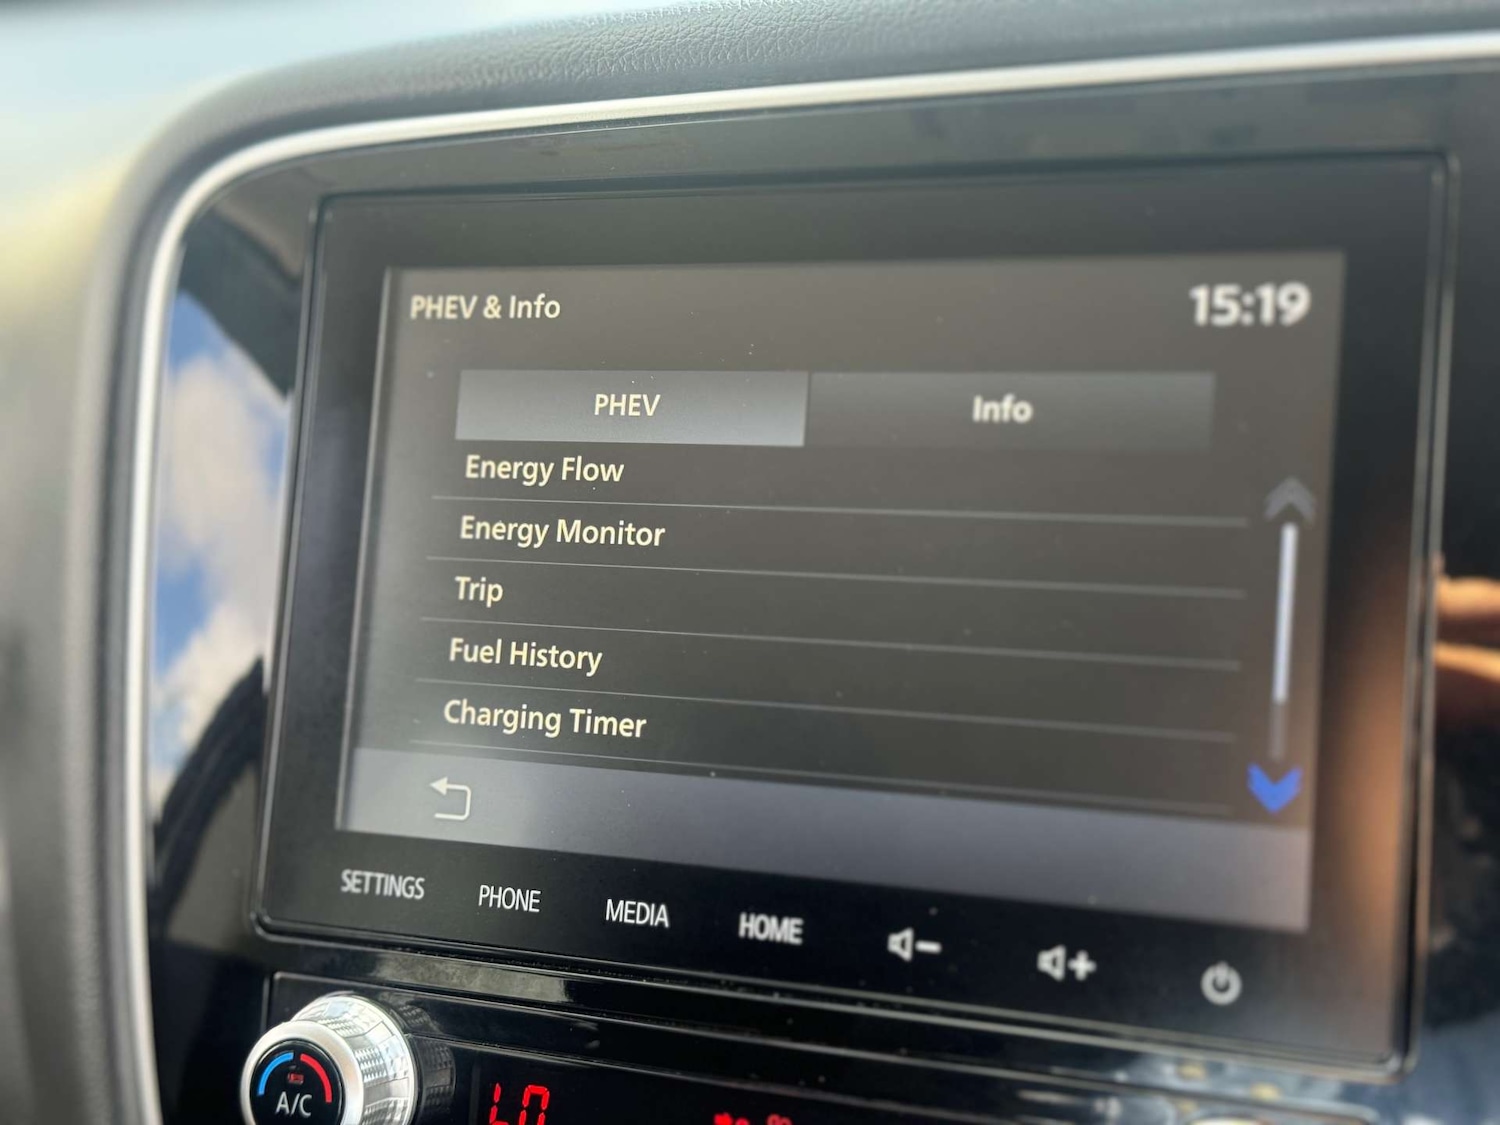 PHEV & Info
15:19
PHEV
Info
Energy Flow
Energy Monitor
Trip
Fuel History
Charging Timer
SETTINGS
PHONE
MEDIA
HOME
A/C
LO